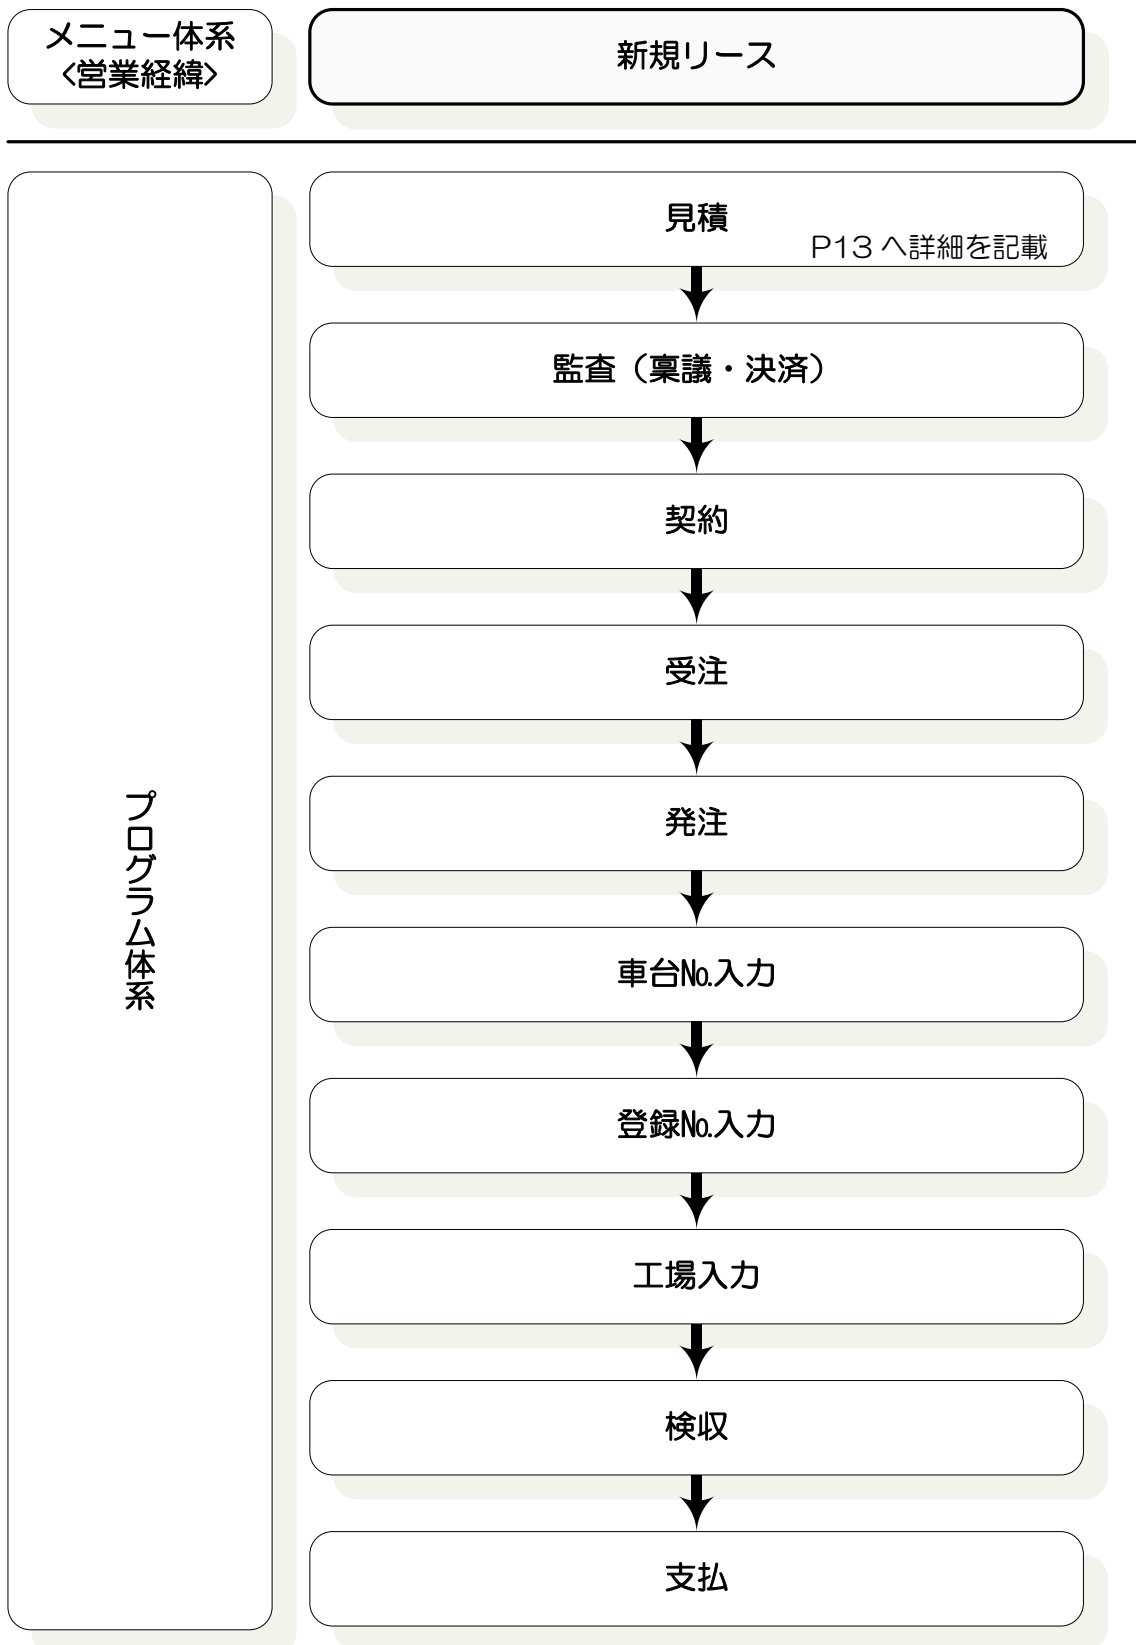 メニュー体系
<営業経緯>
新規リース
プログラム体系
見積
P13へ詳細を記載
監査（稟議・決済）
契約
受注
発注
車台№入力
登録№入力
工場入力
検収
支払